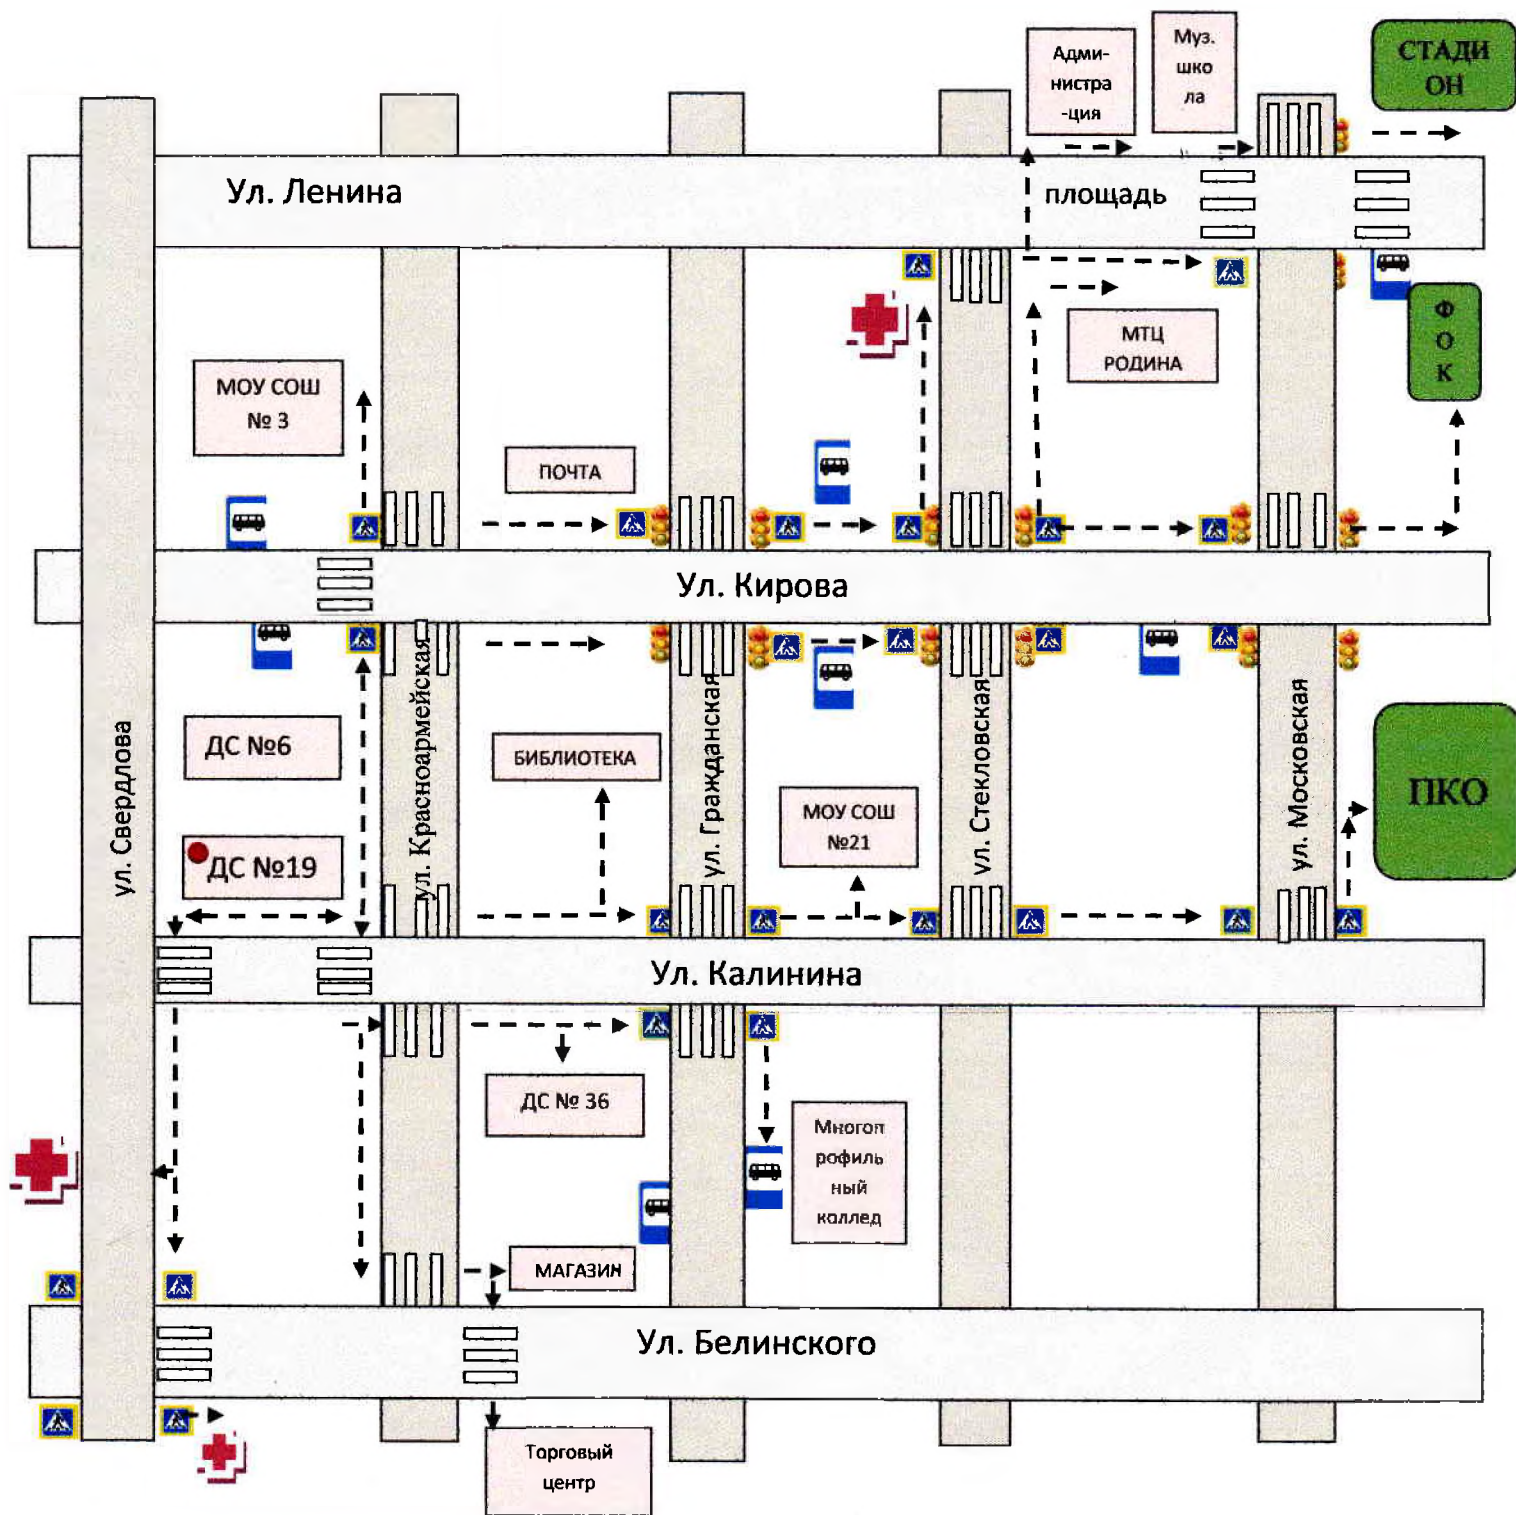 Адми-
нистра
-ция
Муз.
шко
ла
СТАДИ
ОН
Ул. Ленина
площадь
МТЦ
РОДИНА
Ф
О
К
МОУ СОШ
№ 3
ПОЧТА
Ул. Кирова
ул. Свердлова
ул. Красноармейская
ул. Гражданская
ул. Стекловская
ул. Московская
ДС №6
БИБЛИОТЕКА
МОУ СОШ
№21
ПКО
ДС №19
Ул. Калинина
ДС № 36
Многоп
рофиль
ный
коллед
МАГАЗИН
Ул. Белинского
Торговый
центр